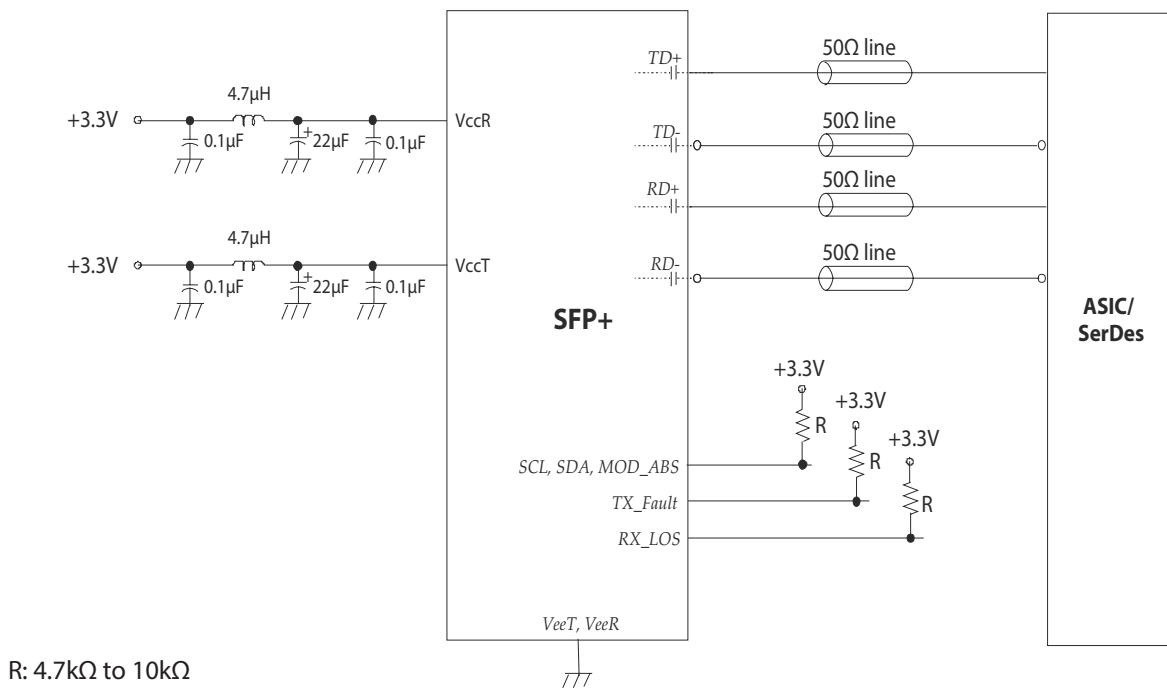 TD+
50Ω line
4.7µH
+3.3V
0.1µF
+
22µF
0.1µF
VccR
TD-
50Ω line
RD+
50Ω line
4.7µH
+3.3V
0.1µF
+
22µF
0.1µF
VccT
RD-
50Ω line
SFP+
ASIC/
SerDes
+3.3V
R
+3.3V
R
+3.3V
R
SCL, SDA, MOD_ABS
TX_Fault
RX_LOS
VeeT, VeeR
R: 4.7kΩ to 10kΩ